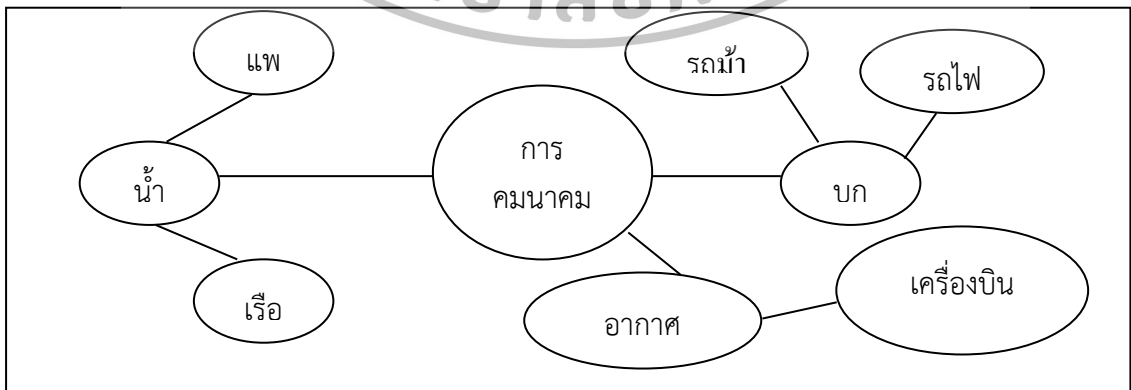 แพ
รถม้า
รถไฟ
การ
คมนาคม
น้ำ
บก
เครื่องบิน
เรือ
อากาศ